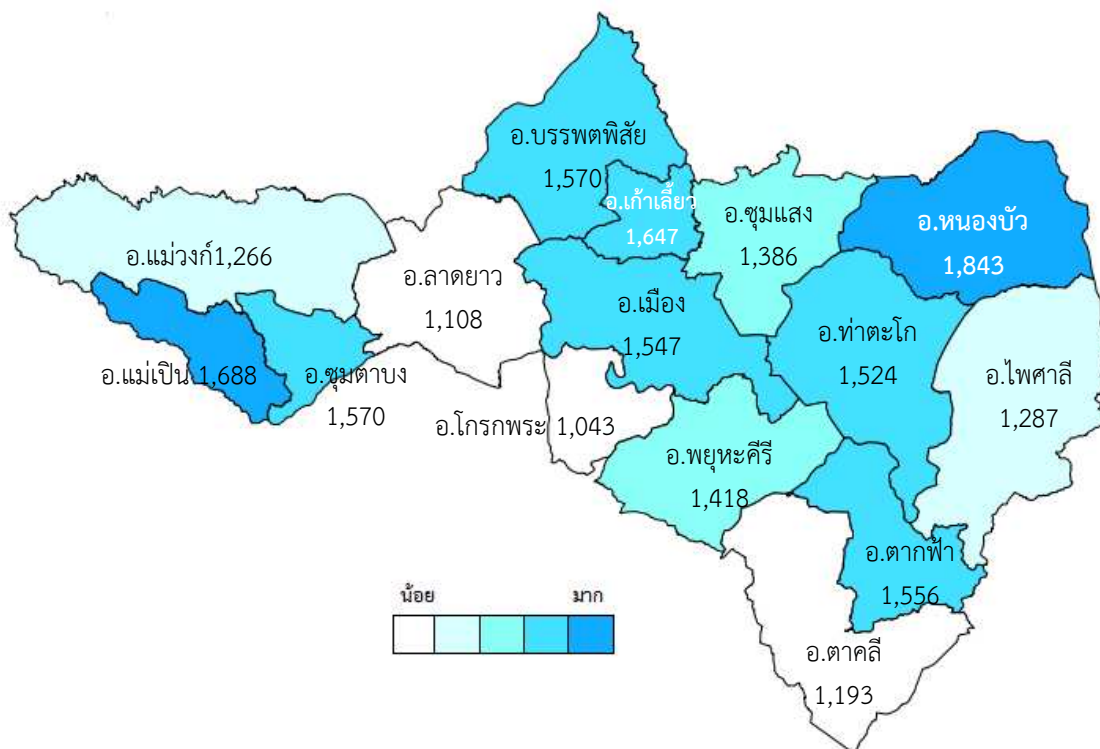 อ.บรรพตพิสัย
1,570
อ.เก้าเลี้ยว
1,647
อ.ชุมแสง
1,386
อ.หนองบัว
1,843
อ.แม่วงก์1,266
อ.ลาดยาว
1,108
อ.เมือง
1,547
อ.ท่าตะโก
1,524
อ.ไพศาลี
1,287
อ.แม่เปิน 1,688
อ.ชุมตาบง
1,570
อ.โกรกพระ 1,043
อ.พยุหะคีรี
1,418
อ.ตากฟ้า
1,556
อ.ตาคลี
1,193
น้อย มาก